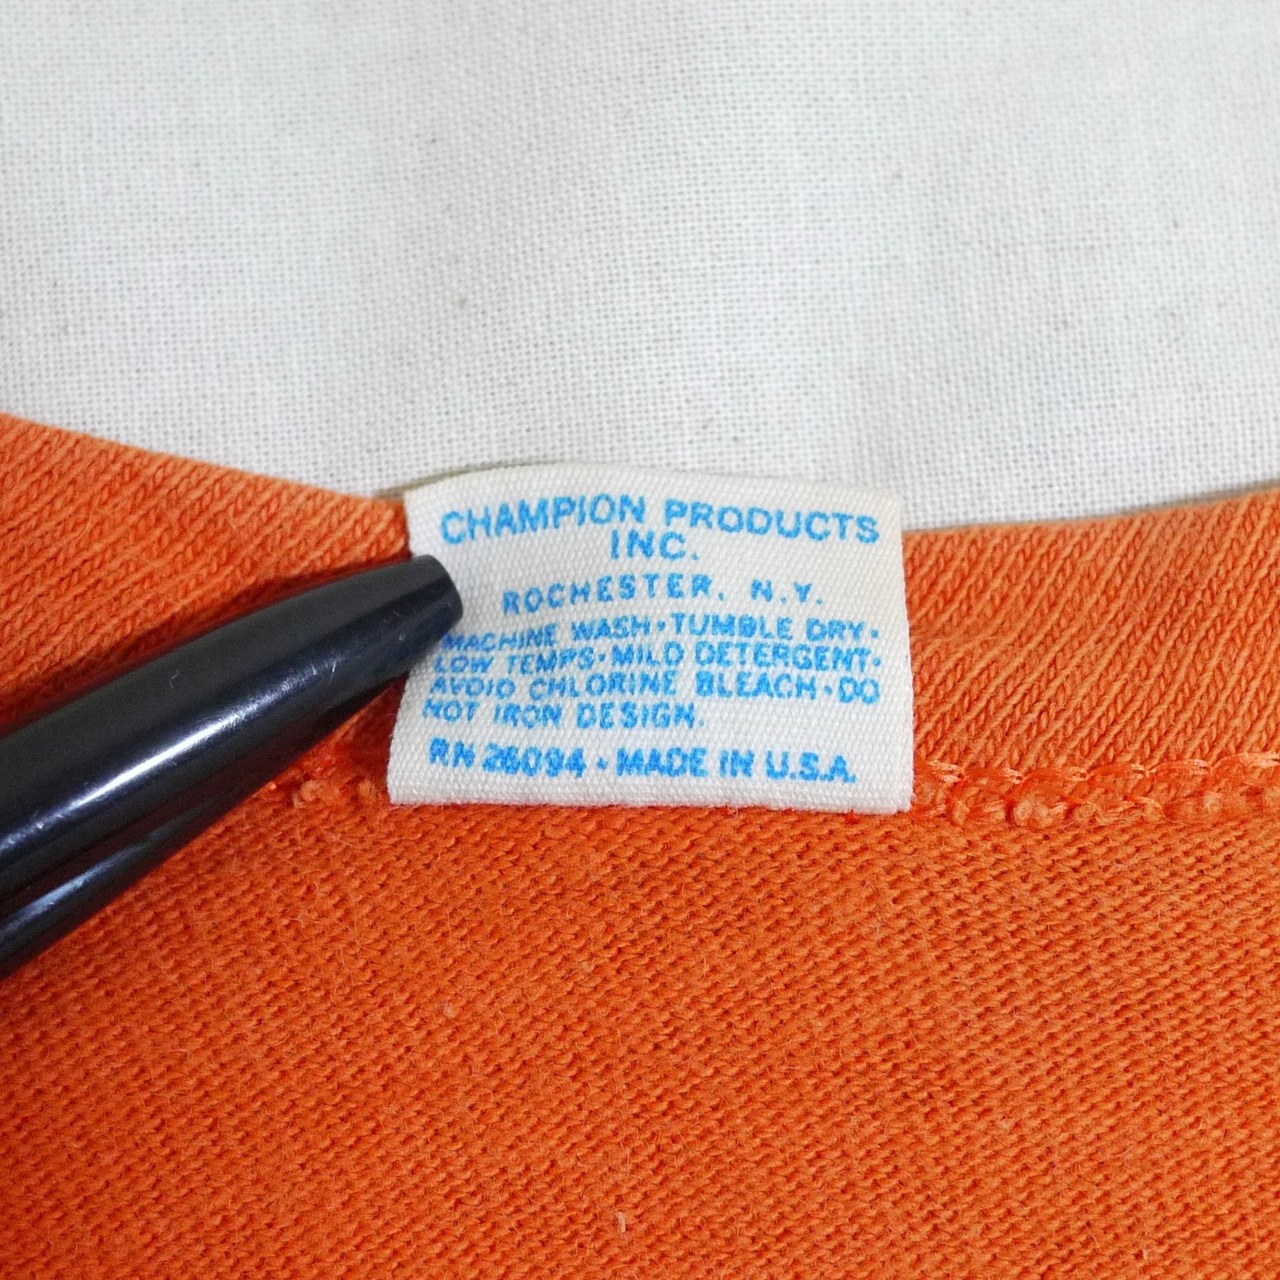 CHAMPION PRODUCTS
INC.
ROCHESTER, N.Y.
MACHINE WASH·TUMBLE DRY·
LOW TEMPS·MILD DETERGENT·
AVOID CHLORINE BLEACH·DO
NOT IRON DESIGN.
RN 26094·MADE IN U.S.A.